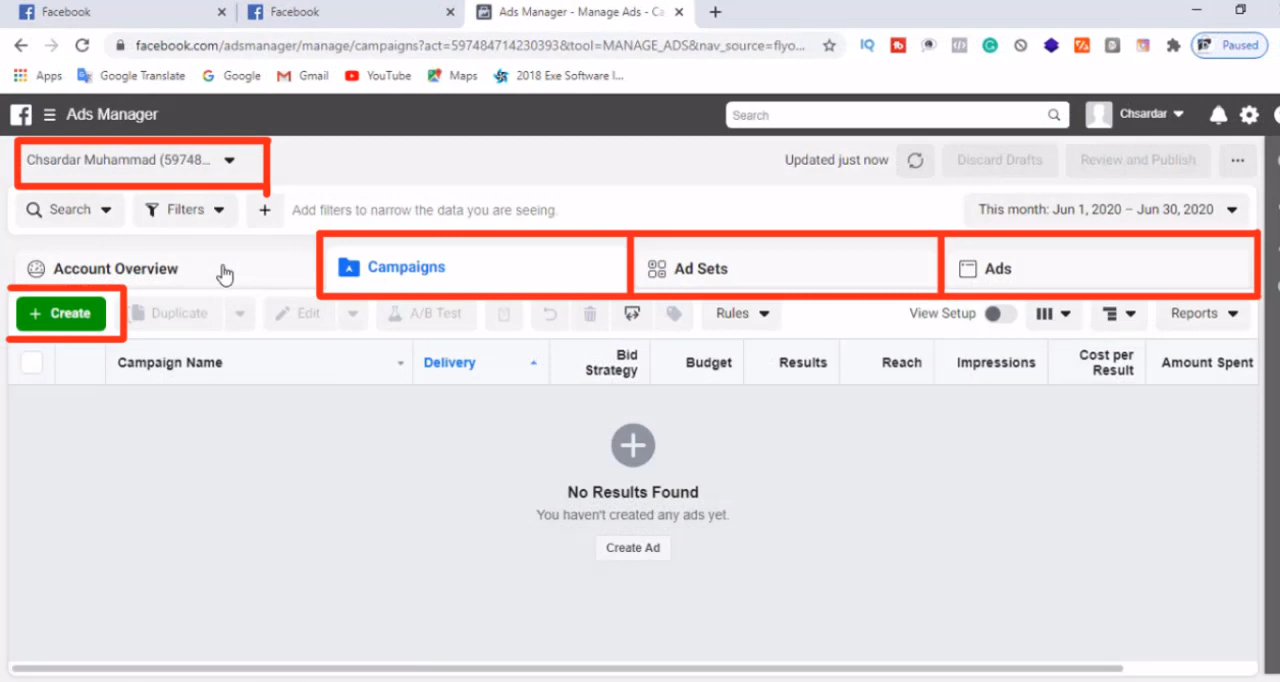 Facebook
Facebook
Ads Manager - Manage Ads - Ca
facebook.com/adsmanager/manage/campaigns?act=597484714230393&tool=MANAGE_ADS&nav_source=flyo...
Paused
Apps
Google Translate
Google
Gmail
YouTube
Maps
2018 Exe Software I...
Ads Manager
Search
Chsardar
Chsardar Muhammad (59748...
Updated just now
Discard Drafts
Review and Publish
Search
Filters
Add filters to narrow the data you are seeing.
This month: Jun 1, 2020 – Jun 30, 2020
Account Overview
Campaigns
Ad Sets
Ads
+ Create
Duplicate
Edit
A/B Test
Rules
View Setup
Reports
Campaign Name
Delivery
Bid
Strategy
Budget
Results
Reach
Impressions
Cost per
Result
Amount Spent
No Results Found
You haven't created any ads yet.
Create Ad